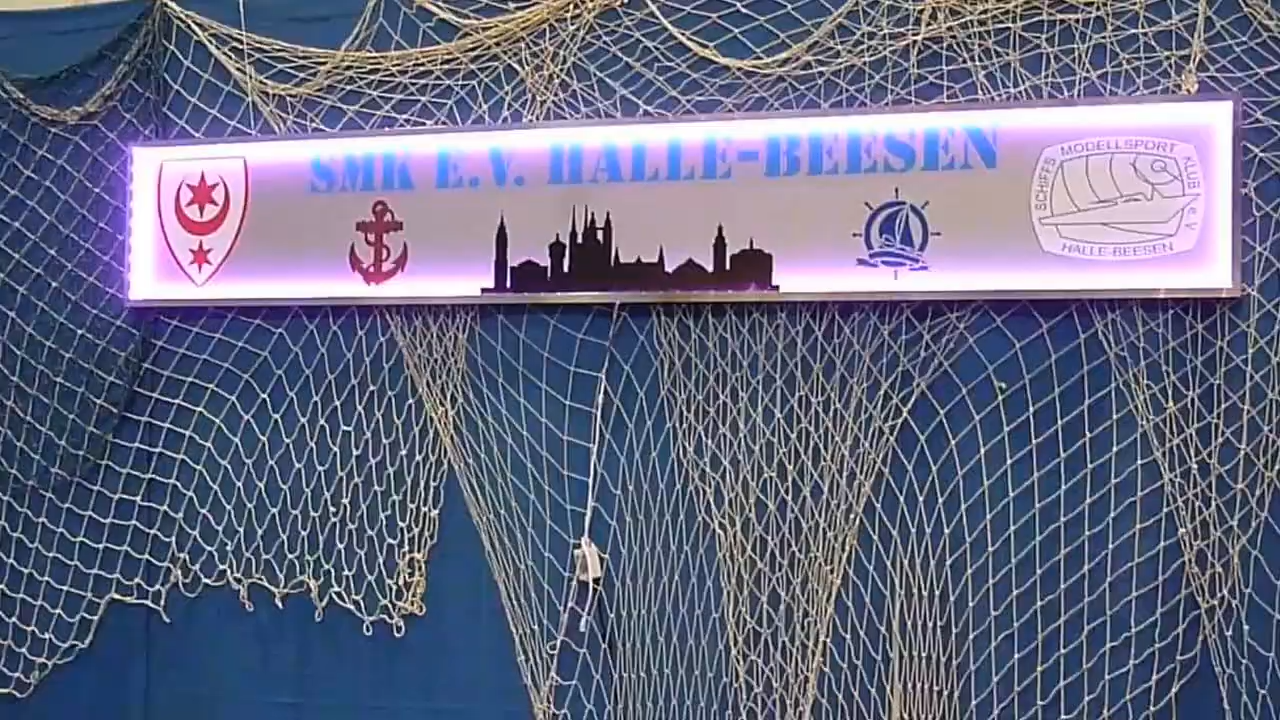 SMK E.V. HALLE-BEESEN
SCHIFFS
MODELLSPORT
KLUB N e.V
HALLE-BEESEN